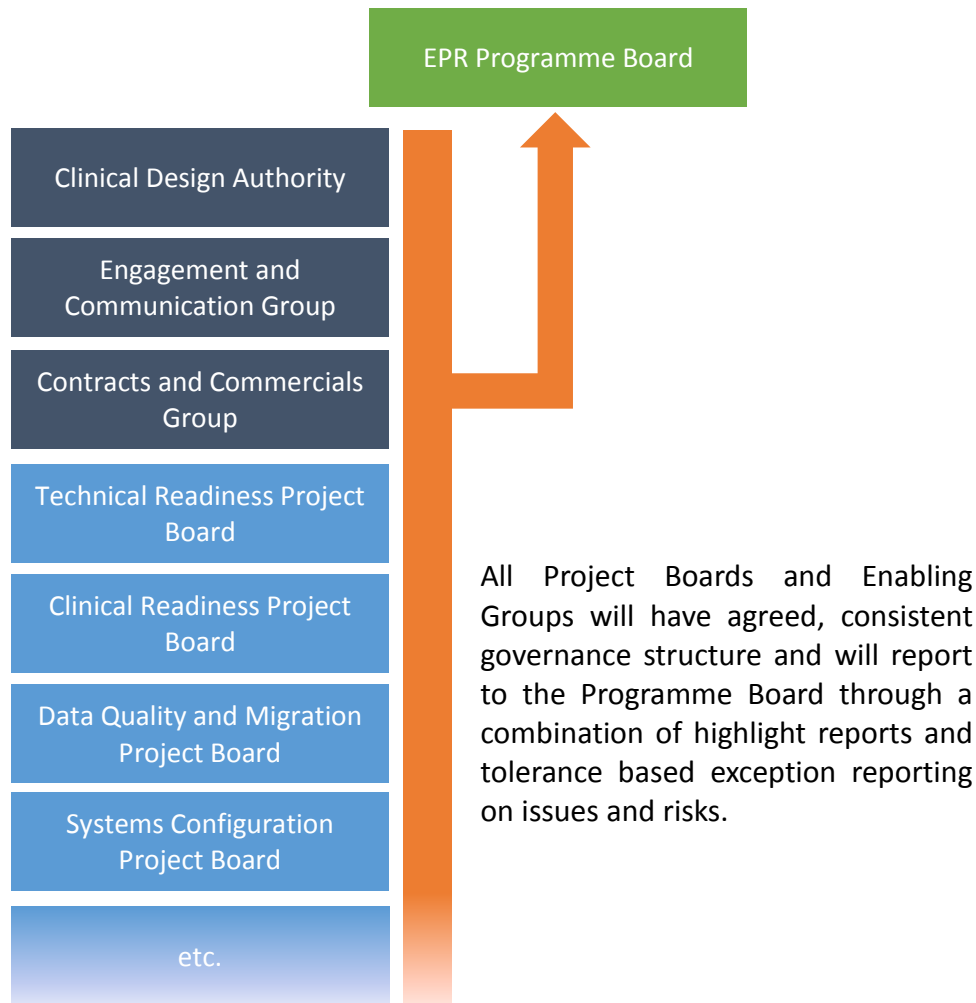 EPR Programme Board
Clinical Design Authority
Engagement and
Communication Group
Contracts and Commercials
Group
Technical Readiness Project
Board
Clinical Readiness Project
Board
Data Quality and Migration
Project Board
Systems Configuration
Project Board
etc.
All Project Boards and Enabling
Groups will have agreed, consistent
governance structure and will report
to the Programme Board through a
combination of highlight reports and
tolerance based exception reporting
on issues and risks.